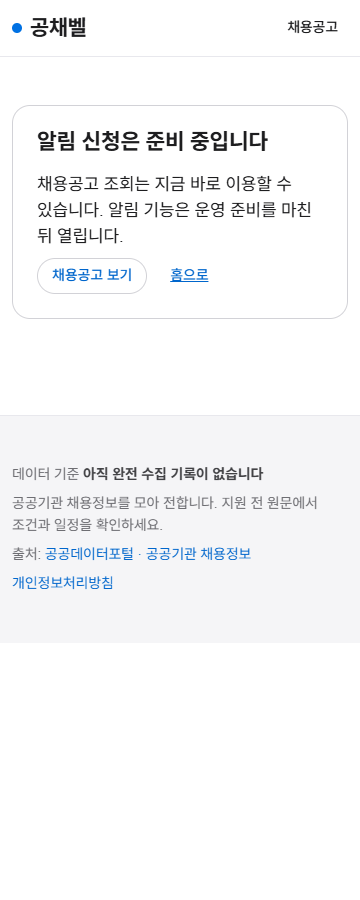 공채벨
채용공고
알림 신청은 준비 중입니다
채용공고 조회는 지금 바로 이용할 수
있습니다. 알림 기능은 운영 준비를 마친
뒤 열립니다.
채용공고 보기
홈으로
데이터 기준 아직 완전 수집 기록이 없습니다
공공기관 채용정보를 모아 전합니다. 지원 전 원문에서
조건과 일정을 확인하세요.
출처: 공공데이터포털 · 공공기관 채용정보
개인정보처리방침